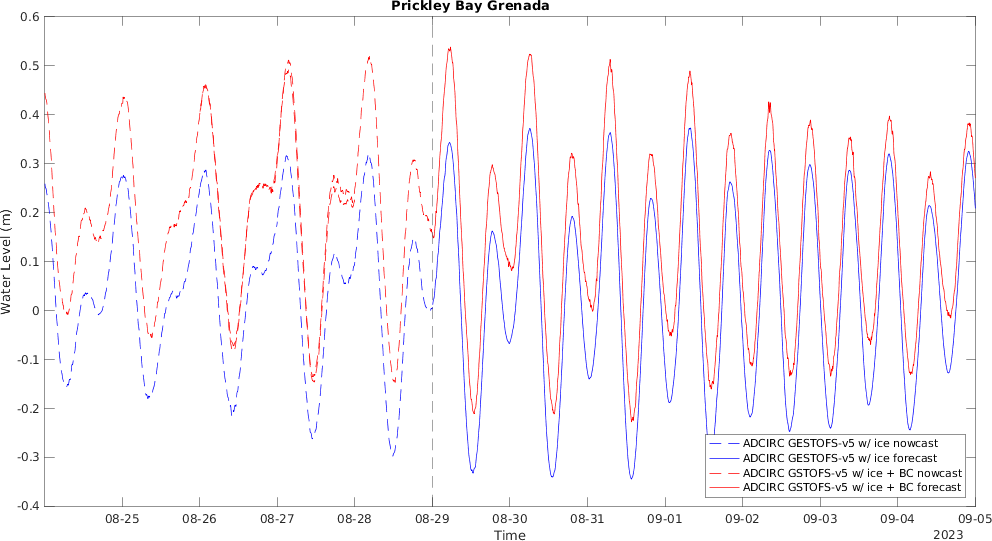 Prickley Bay Grenada
0.6
0.5
0.4
0.3
0.2
0.1
0
-0.1
-0.2
-0.3
-0.4
Water Level (m)
ADCIRC GESTOFS-v5 w/ ice nowcast
ADCIRC GESTOFS-v5 w/ ice forecast
ADCIRC GSTOFS-v5 w/ ice + BC nowcast
ADCIRC GSTOFS-v5 w/ ice + BC forecast
08-25 08-26 08-27 08-28 08-29 08-30 08-31 09-01 09-02 09-03 09-04 09-05
Time
2023